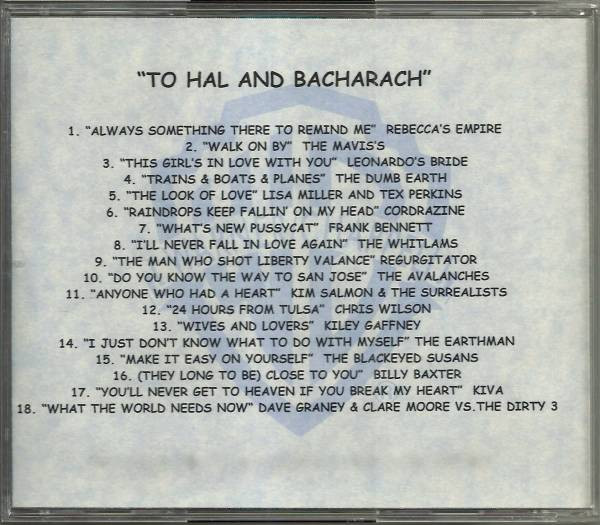 "TO HAL AND BACHARACH"
1. "ALWAYS SOMETHING THERE TO REMIND ME" REBECCA'S EMPIRE
2. "WALK ON BY" THE MAVIS'S
3. "THIS GIRL'S IN LOVE WITH YOU" LEONARDO'S BRIDE
4. "TRAINS & BOATS & PLANES" THE DUMB EARTH
5. "THE LOOK OF LOVE" LISA MILLER AND TEX PERKINS
6. "RAINDROPS KEEP FALLIN' ON MY HEAD" CORDRAZINE
7. "WHAT'S NEW PUSSYCAT" FRANK BENNETT
8. "I'LL NEVER FALL IN LOVE AGAIN" THE WHITLAMS
9. "THE MAN WHO SHOT LIBERTY VALANCE" REGURGITATOR
10. "DO YOU KNOW THE WAY TO SAN JOSE" THE AVALANCHES
11. "ANYONE WHO HAD A HEART" KIM SALMON & THE SURREALISTS
12. "24 HOURS FROM TULSA" CHRIS WILSON
13. "WIVES AND LOVERS" KILEY GAFFNEY
14. "I JUST DON'T KNOW WHAT TO DO WITH MYSELF" THE EARTHMAN
15. "MAKE IT EASY ON YOURSELF" THE BLACKEYED SUSANS
16. (THEY LONG TO BE) CLOSE TO YOU" BILLY BAXTER
17. "YOU'LL NEVER GET TO HEAVEN IF YOU BREAK MY HEART" KIVA
18. "WHAT THE WORLD NEEDS NOW" DAVE GRANEY & CLARE MOORE VS.THE DIRTY 3